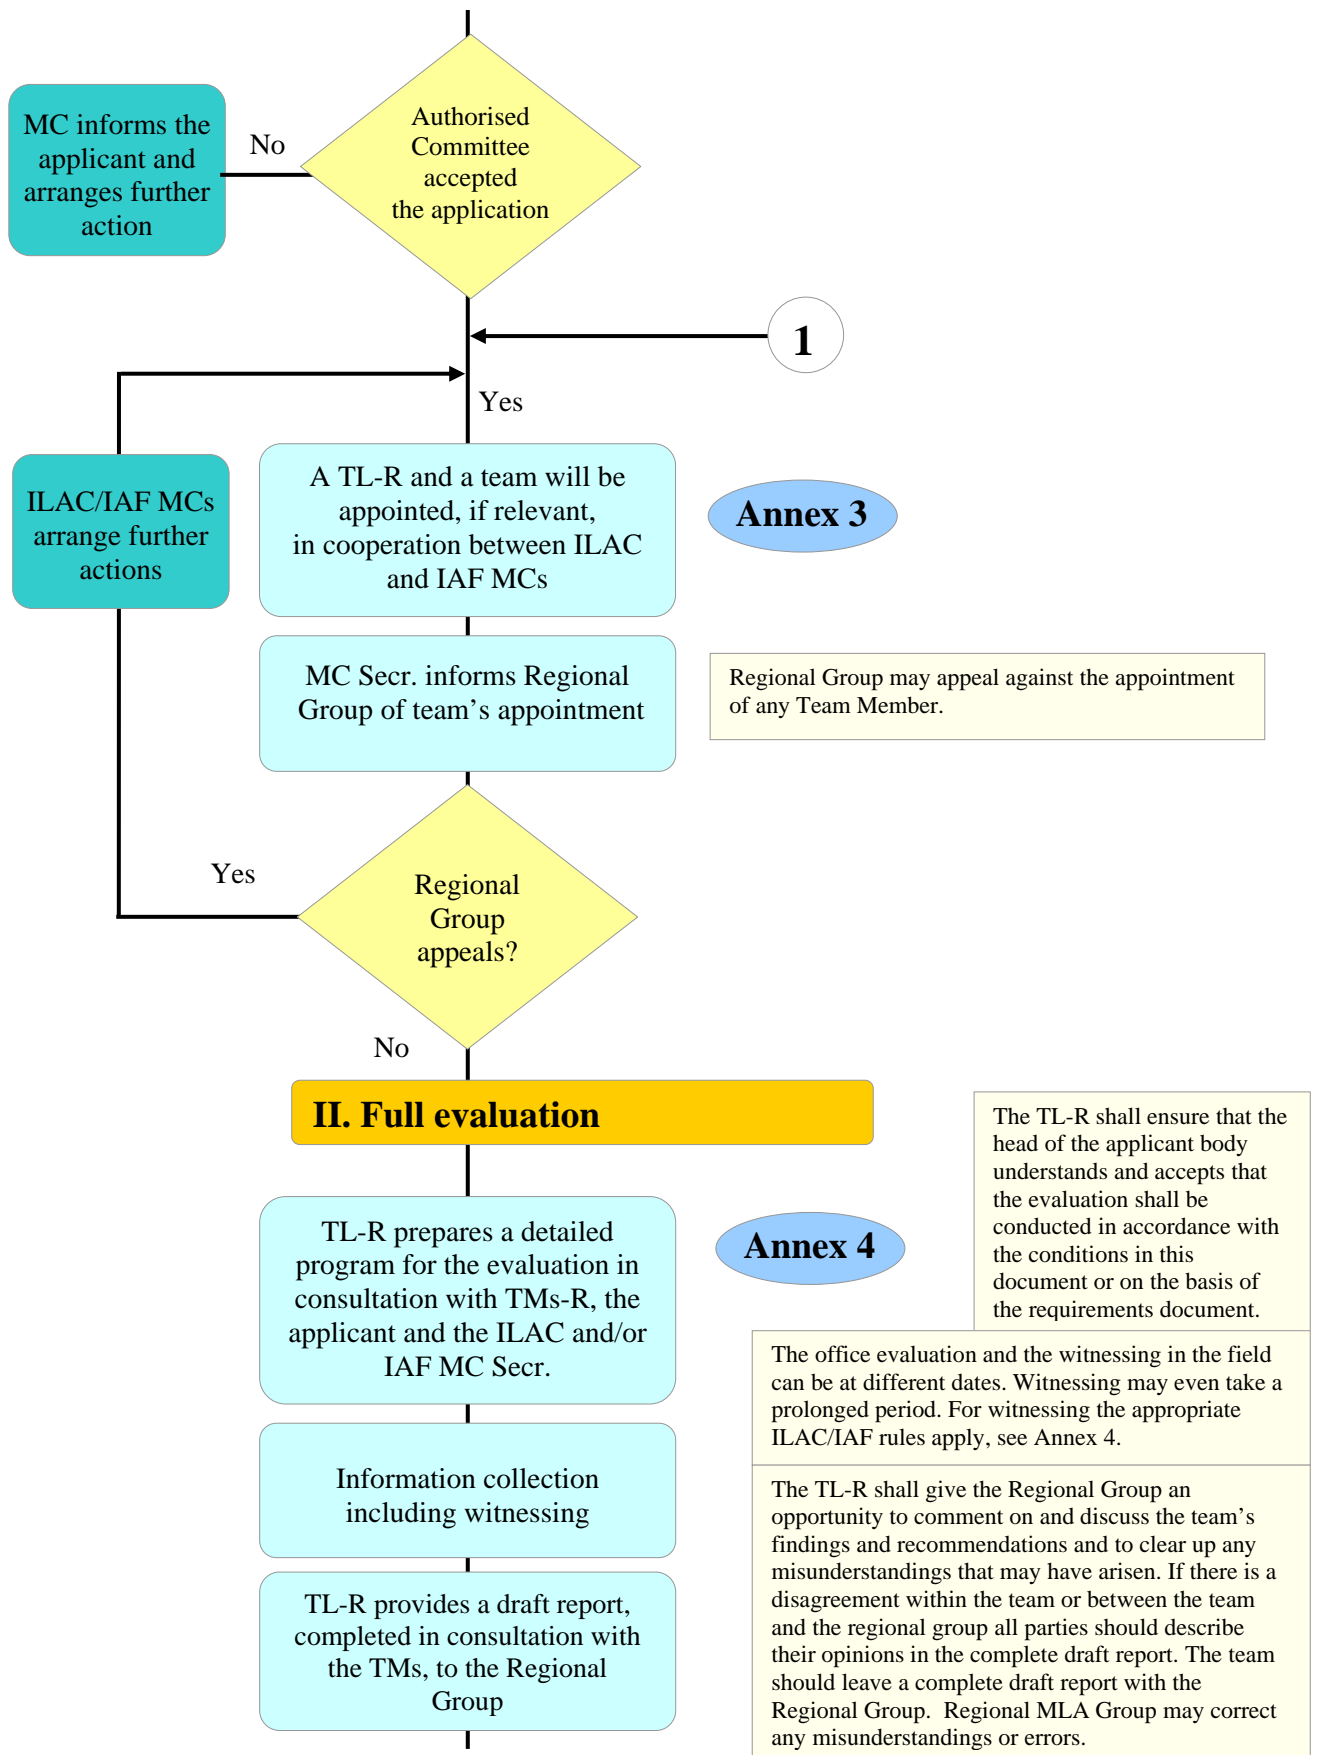 Authorised
Committee
accepted
the application
MC informs the
applicant and
arranges further
action
No
1
Yes
ILAC/IAF MCs
arrange further
actions
A TL-R and a team will be
appointed, if relevant,
in cooperation between ILAC
and IAF MCs
Annex 3
MC Secr. informs Regional
Group of team’s appointment
Regional Group may appeal against the appointment
of any Team Member.
Yes
Regional
Group
appeals?
No
II. Full evaluation
The TL-R shall ensure that the
head of the applicant body
understands and accepts that
the evaluation shall be
conducted in accordance with
the conditions in this
document or on the basis of
the requirements document.
TL-R prepares a detailed
program for the evaluation in
consultation with TMs-R, the
applicant and the ILAC and/or
IAF MC Secr.
Annex 4
The office evaluation and the witnessing in the field
can be at different dates. Witnessing may even take a
prolonged period. For witnessing the appropriate
ILAC/IAF rules apply, see Annex 4.
Information collection
including witnessing
The TL-R shall give the Regional Group an
opportunity to comment on and discuss the team’s
findings and recommendations and to clear up any
misunderstandings that may have arisen. If there is a
disagreement within the team or between the team
and the regional group all parties should describe
their opinions in the complete draft report. The team
should leave a complete draft report with the
Regional Group.  Regional MLA Group may correct
any misunderstandings or errors.
TL-R provides a draft report,
completed in consultation with
the TMs, to the Regional
Group